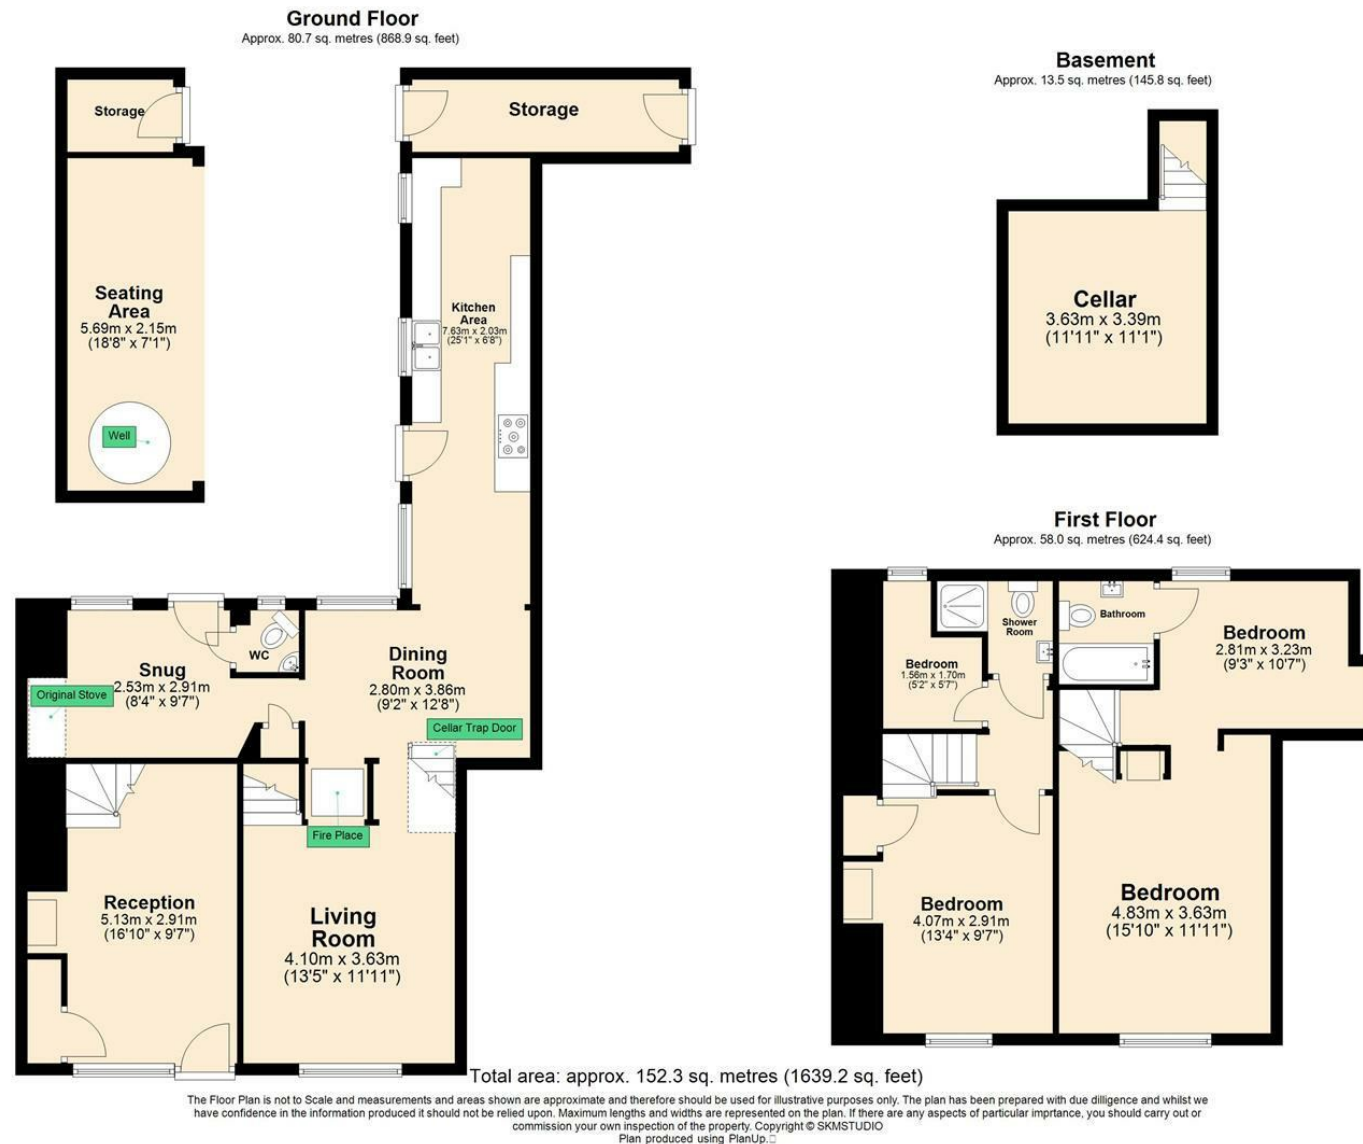 Ground Floor
Approx. 80.7 sq. metres (868.9 sq. feet)
Storage
Storage
Seating
Area
5.69m x 2.15m
(18'8" x 7'1")
Well
Kitchen
Area
7.63m x 2.03m
(25'1" x 6'8")
Snug
2.53m x 2.91m
(8'4" x 9'7")
Original Stove
WC
Dining
Room
2.80m x 3.86m
(9'2" x 12'8")
Cellar Trap Door
Fire Place
Reception
5.13m x 2.91m
(16'10" x 9'7")
Living
Room
4.10m x 3.63m
(13'5" x 11'11")
Basement
Approx. 13.5 sq. metres (145.8 sq. feet)
Cellar
3.63m x 3.39m
(11'11" x 11'1")
First Floor
Approx. 58.0 sq. metres (624.4 sq. feet)
Bedroom
1.56m x 1.70m
(5'2" x 5'7")
Shower
Room
Bathroom
Bedroom
2.81m x 3.23m
(9'3" x 10'7")
Bedroom
4.07m x 2.91m
(13'4" x 9'7")
Bedroom
4.83m x 3.63m
(15'10" x 11'11")
Total area: approx. 152.3 sq. metres (1639.2 sq. feet)
The Floor Plan is not to Scale and measurements and areas shown are approximate and therefore should be used for illustrative purposes only. The plan has been prepared with due dilligence and whilst we
have confidence in the information produced it should not be relied upon. Maximum lengths and widths are represented on the plan. If there are any aspects of particular imprtance, you should carry out or
commission your own inspection of the property. Copyright © SKMSTUDIO
Plan produced using PlanUp.